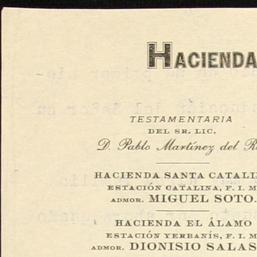 HACIENDA
TESTAMENTARIA
DEL SR. LIC.
D. Pablo Martínez del R
HACIENDA SANTA CATALI
ESTACIÓN CATALINA, F. I. M
ADMOR. MIGUEL SOTO.
HACIENDA EL ÁLAMO
ESTACIÓN YERBANÍS, F. I. M
ADMOR. DIONISIO SALAS